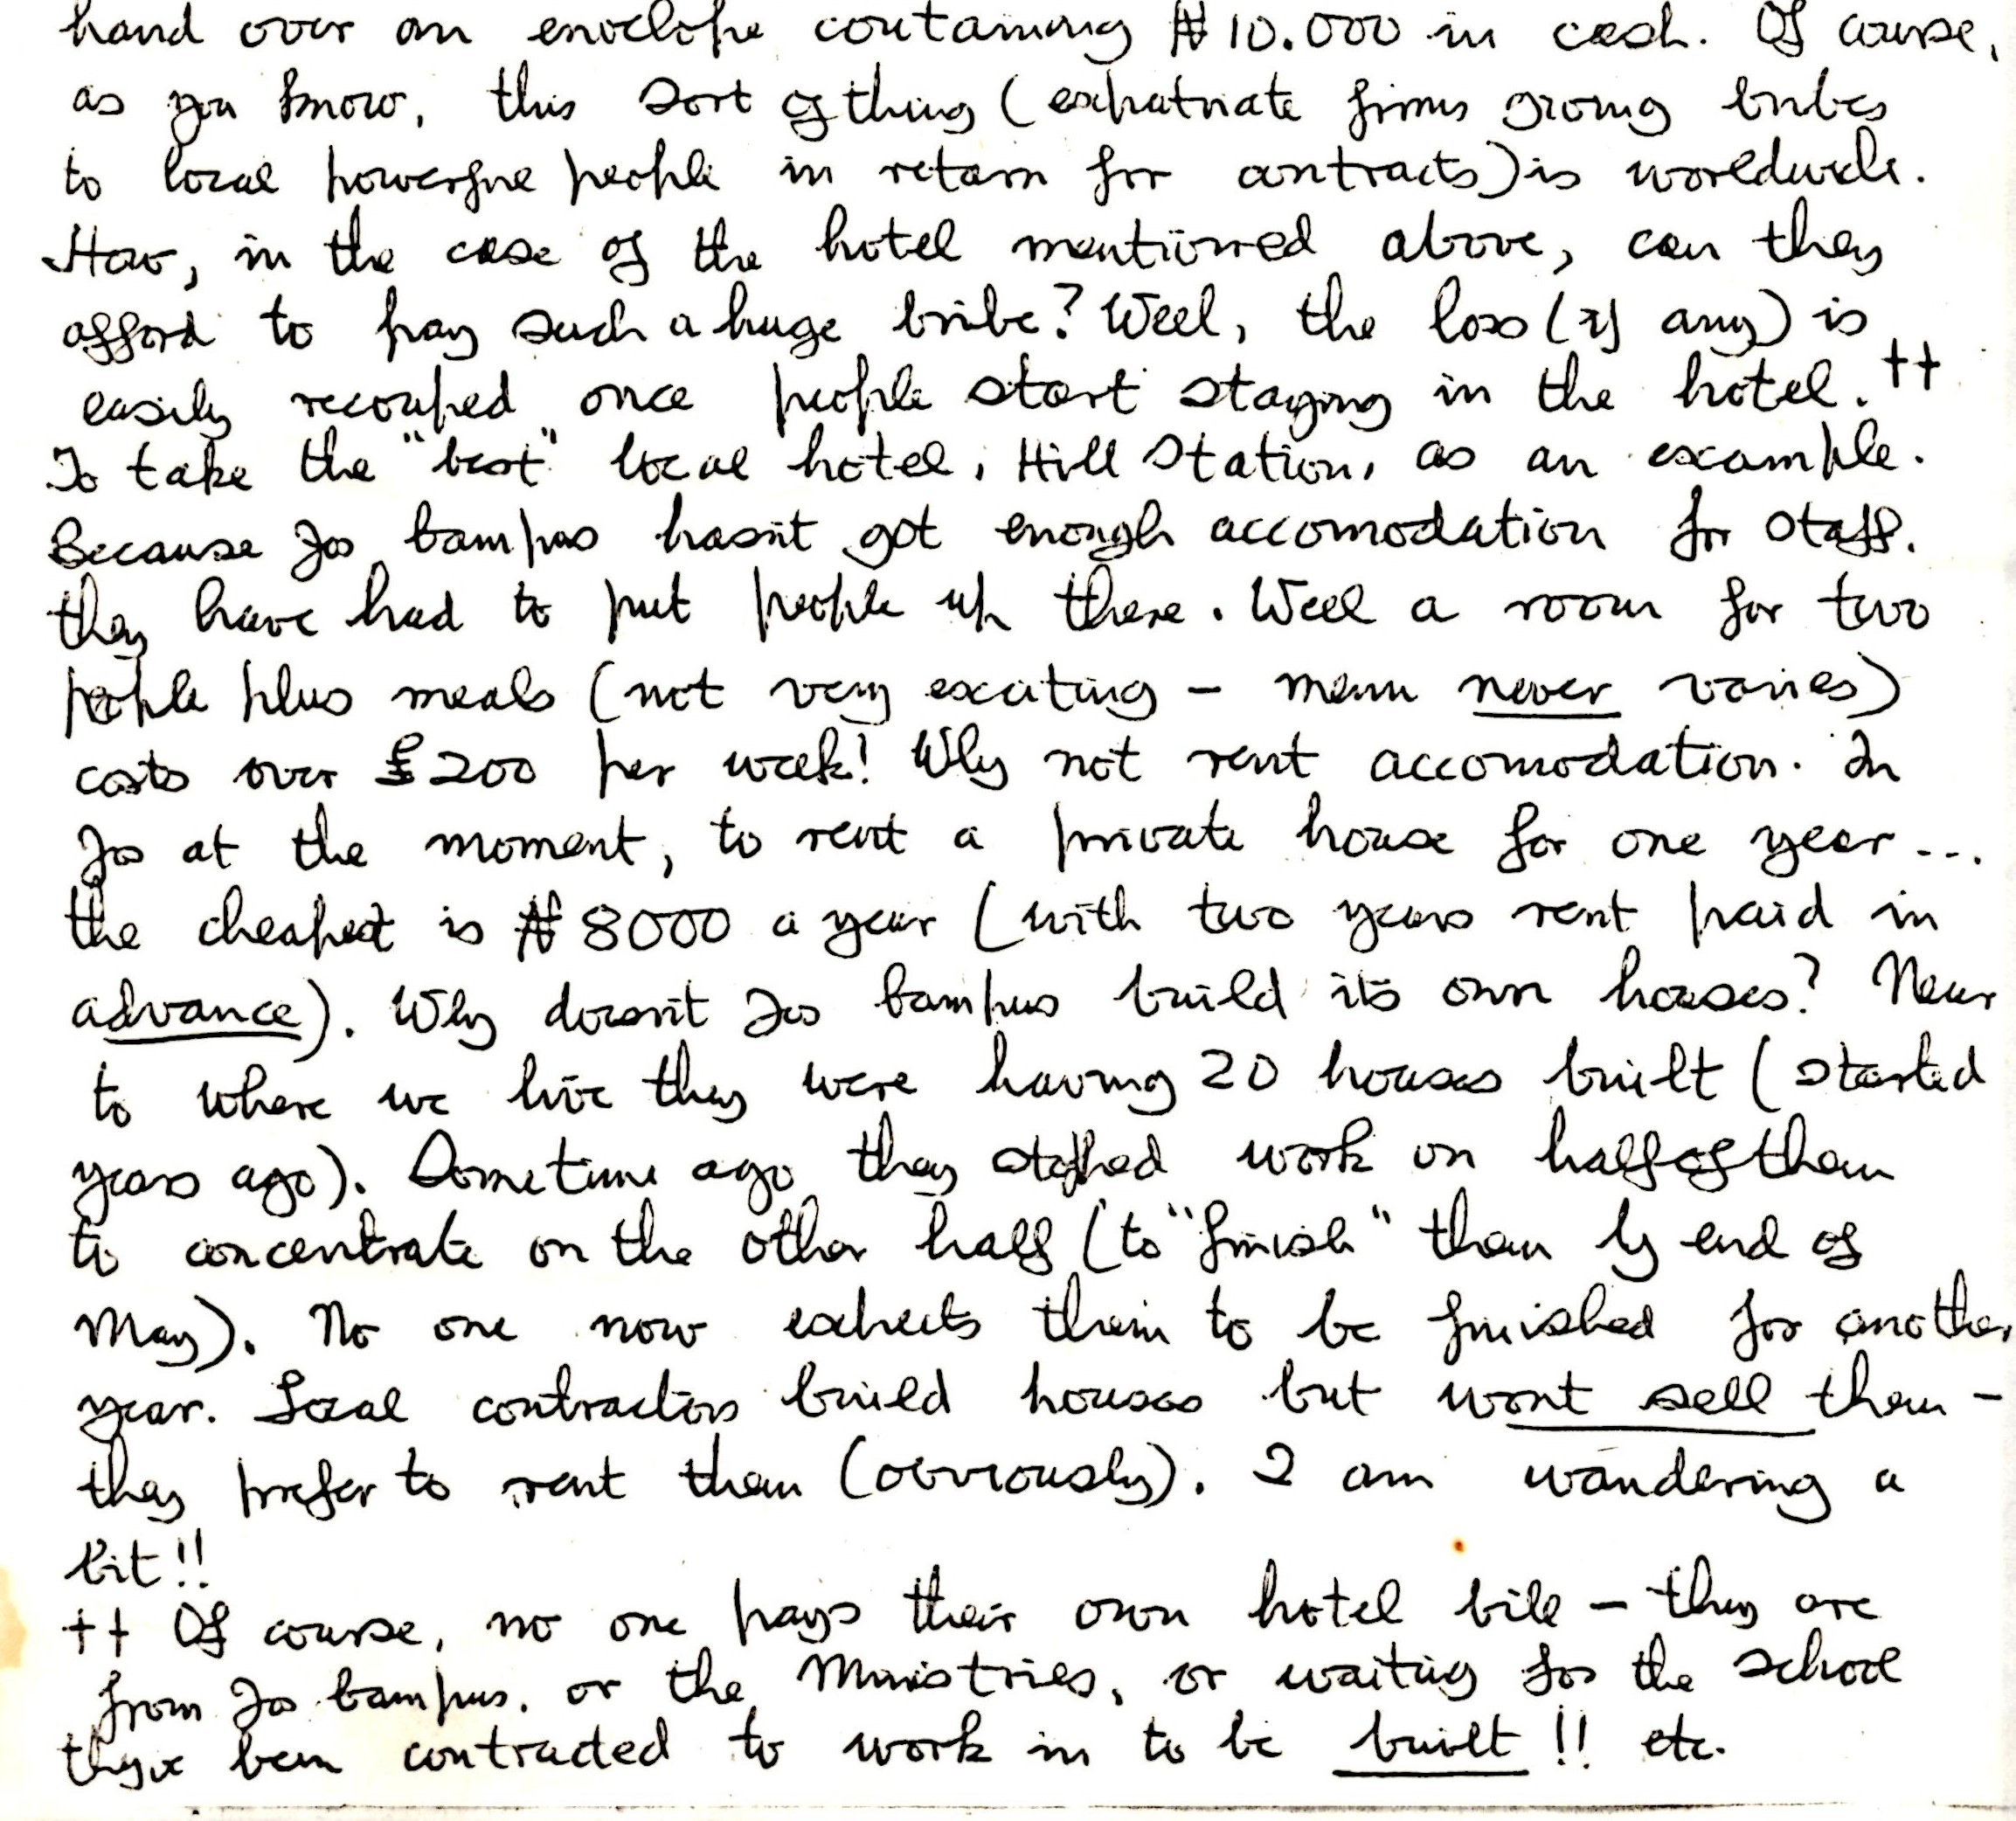 hand over an envelope containing ₦10.000 in cash. Of course,
as you know, this sort of thing (expatriate firms giving bribes
to local powerful people in return for contracts) is worldwide.
How, in the case of the hotel mentioned above, can they
afford to pay such a huge bribe? Well, the loss (if any) is
easily recouped once people start staying in the hotel. ++
To take the "best" local hotel, Hill Station, as an example.
Because Jos Campus hasn't got enough accomodation for staff,
they have had to put people up there. Well a room for two
people plus meals (not very exciting - menu never varies)
costs over £200 per week! Why not rent accomodation. In
Jos at the moment, to rent a private house for one year ...
the cheapest is ₦8000 a year (with two years rent paid in
advance). Why doesn't Jos Campus build its own houses? Near
to where we live they were having 20 houses built (started
years ago). Sometime ago they stopped work on half of them
to concentrate on the other half (to "finish" them by end of
May). No one now expects them to be finished for another
year. Local contractors build houses but wont sell them -
they prefer to rent them (obviously). I am wandering a
bit!!
++ Of course, no one pays their own hotel bill - they are
from Jos Campus, or the Ministries, or waiting for the school
they've been contracted to work in to be built!! etc.